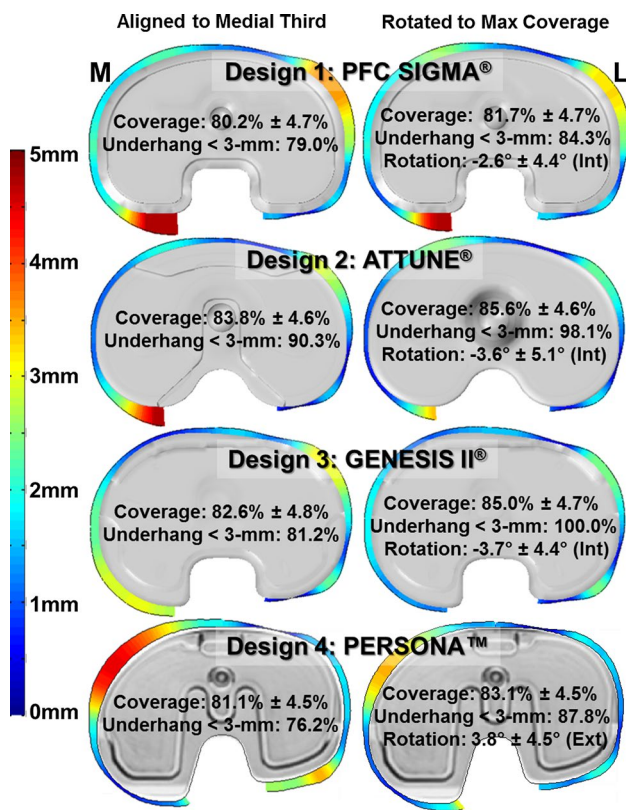 Aligned to Medial Third
Rotated to Max Coverage
M
L
Design 1: PFC SIGMA®
Coverage: 80.2% ± 4.7%
Underhang < 3-mm: 79.0%
Coverage: 81.7% ± 4.7%
Underhang < 3-mm: 84.3%
Rotation: -2.6° ± 4.4° (Int)
5mm
4mm
3mm
2mm
1mm
0mm
Design 2: ATTUNE®
Coverage: 83.8% ± 4.6%
Underhang < 3-mm: 90.3%
Coverage: 85.6% ± 4.6%
Underhang < 3-mm: 98.1%
Rotation: -3.6° ± 5.1° (Int)
Design 3: GENESIS II®
Coverage: 82.6% ± 4.8%
Underhang < 3-mm: 81.2%
Coverage: 85.0% ± 4.7%
Underhang < 3-mm: 100.0%
Rotation: -3.7° ± 4.4° (Int)
Design 4: PERSONA™
Coverage: 81.1% ± 4.5%
Underhang < 3-mm: 76.2%
Coverage: 83.1% ± 4.5%
Underhang < 3-mm: 87.8%
Rotation: 3.8° ± 4.5° (Ext)